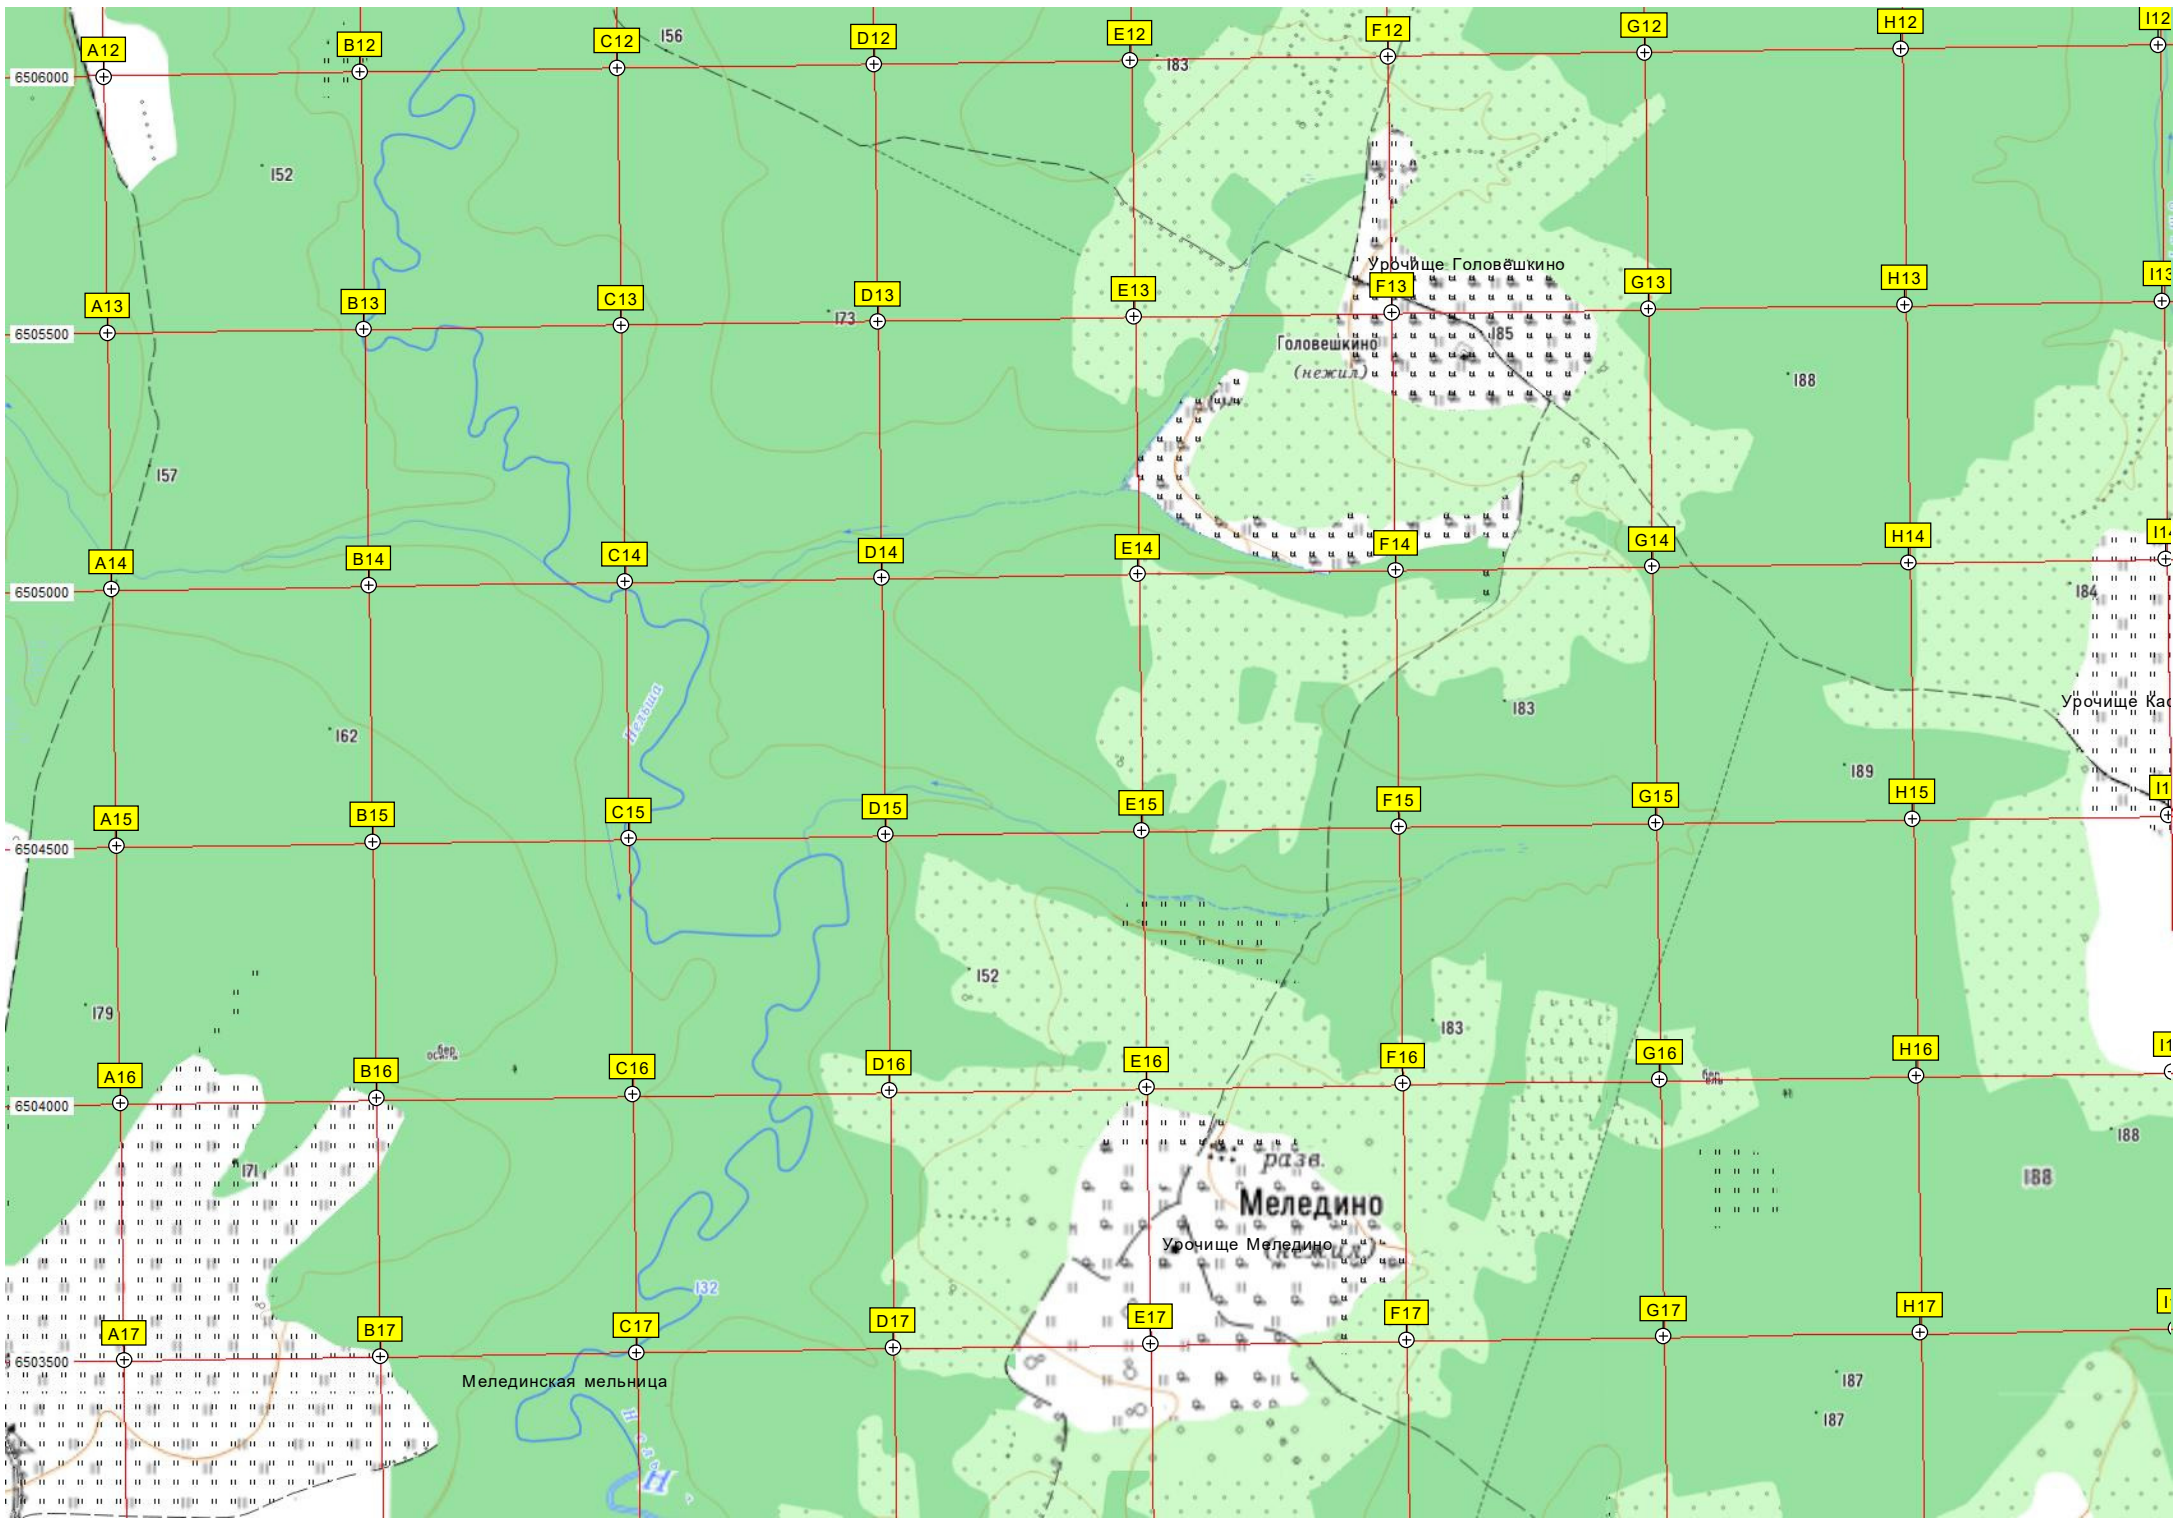 A12
B12
C12
I56
D12
E12
I83
F12
G12
H12
I12
6506000
I52
A13
B13
C13
D13
I73
E13
Урочище Головёшкино
F13
G13
H13
I13
6505500
I85
Головешкино
(нежил)
I88
I57
A14
B14
C14
D14
E14
F14
G14
H14
6505000
I84
Нельша
I62
I83
Урочище Кас
I89
A15
B15
C15
D15
E15
F15
G15
H15
6504500
I52
I79
I83
бер.
A16
B16
C16
D16
E16
F16
G16
H16
6504000
I71
разв.
Меледино
Урочище Меледино
(нежил)
I88
I88
I32
A17
B17
C17
D17
E17
F17
G17
H17
6503500
Мелединская мельница
I87
I87
Н